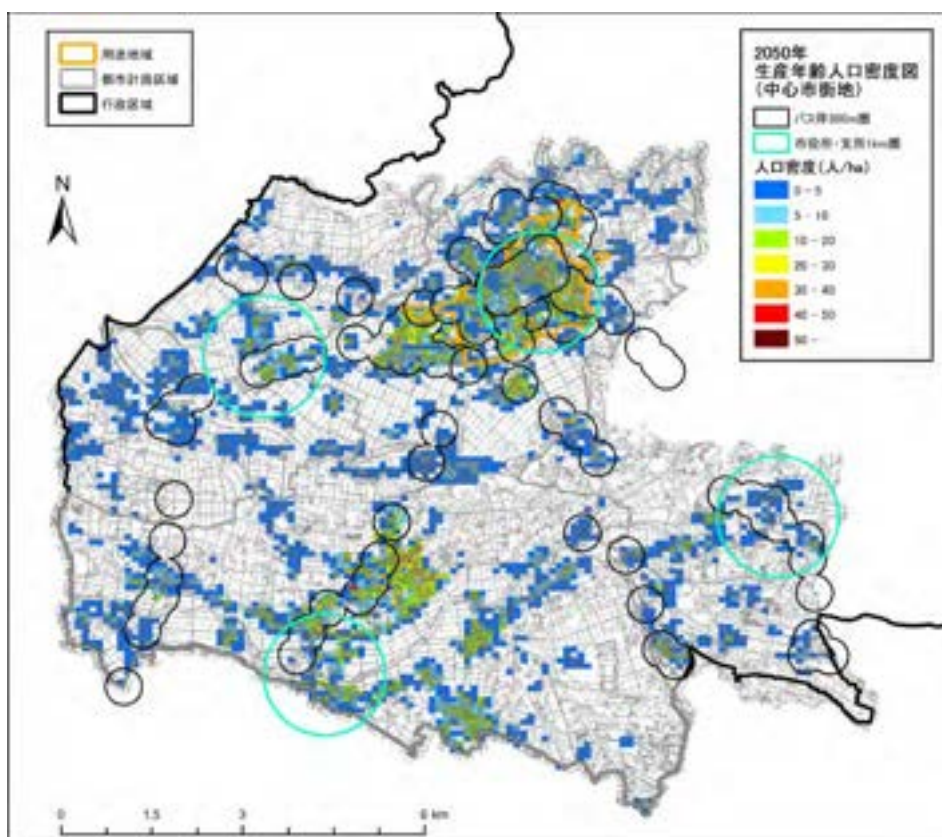 用途地域
都市計画区域
行政区域
N
2050年
生産年齢人口密度図
(中心市街地)
バス停300m圏
市役所・支所1km圏
人口密度(人/ha)
0 - 5
5 - 10
10 - 20
20 - 30
30 - 40
40 - 50
50 -
0 1.5 3 6 km